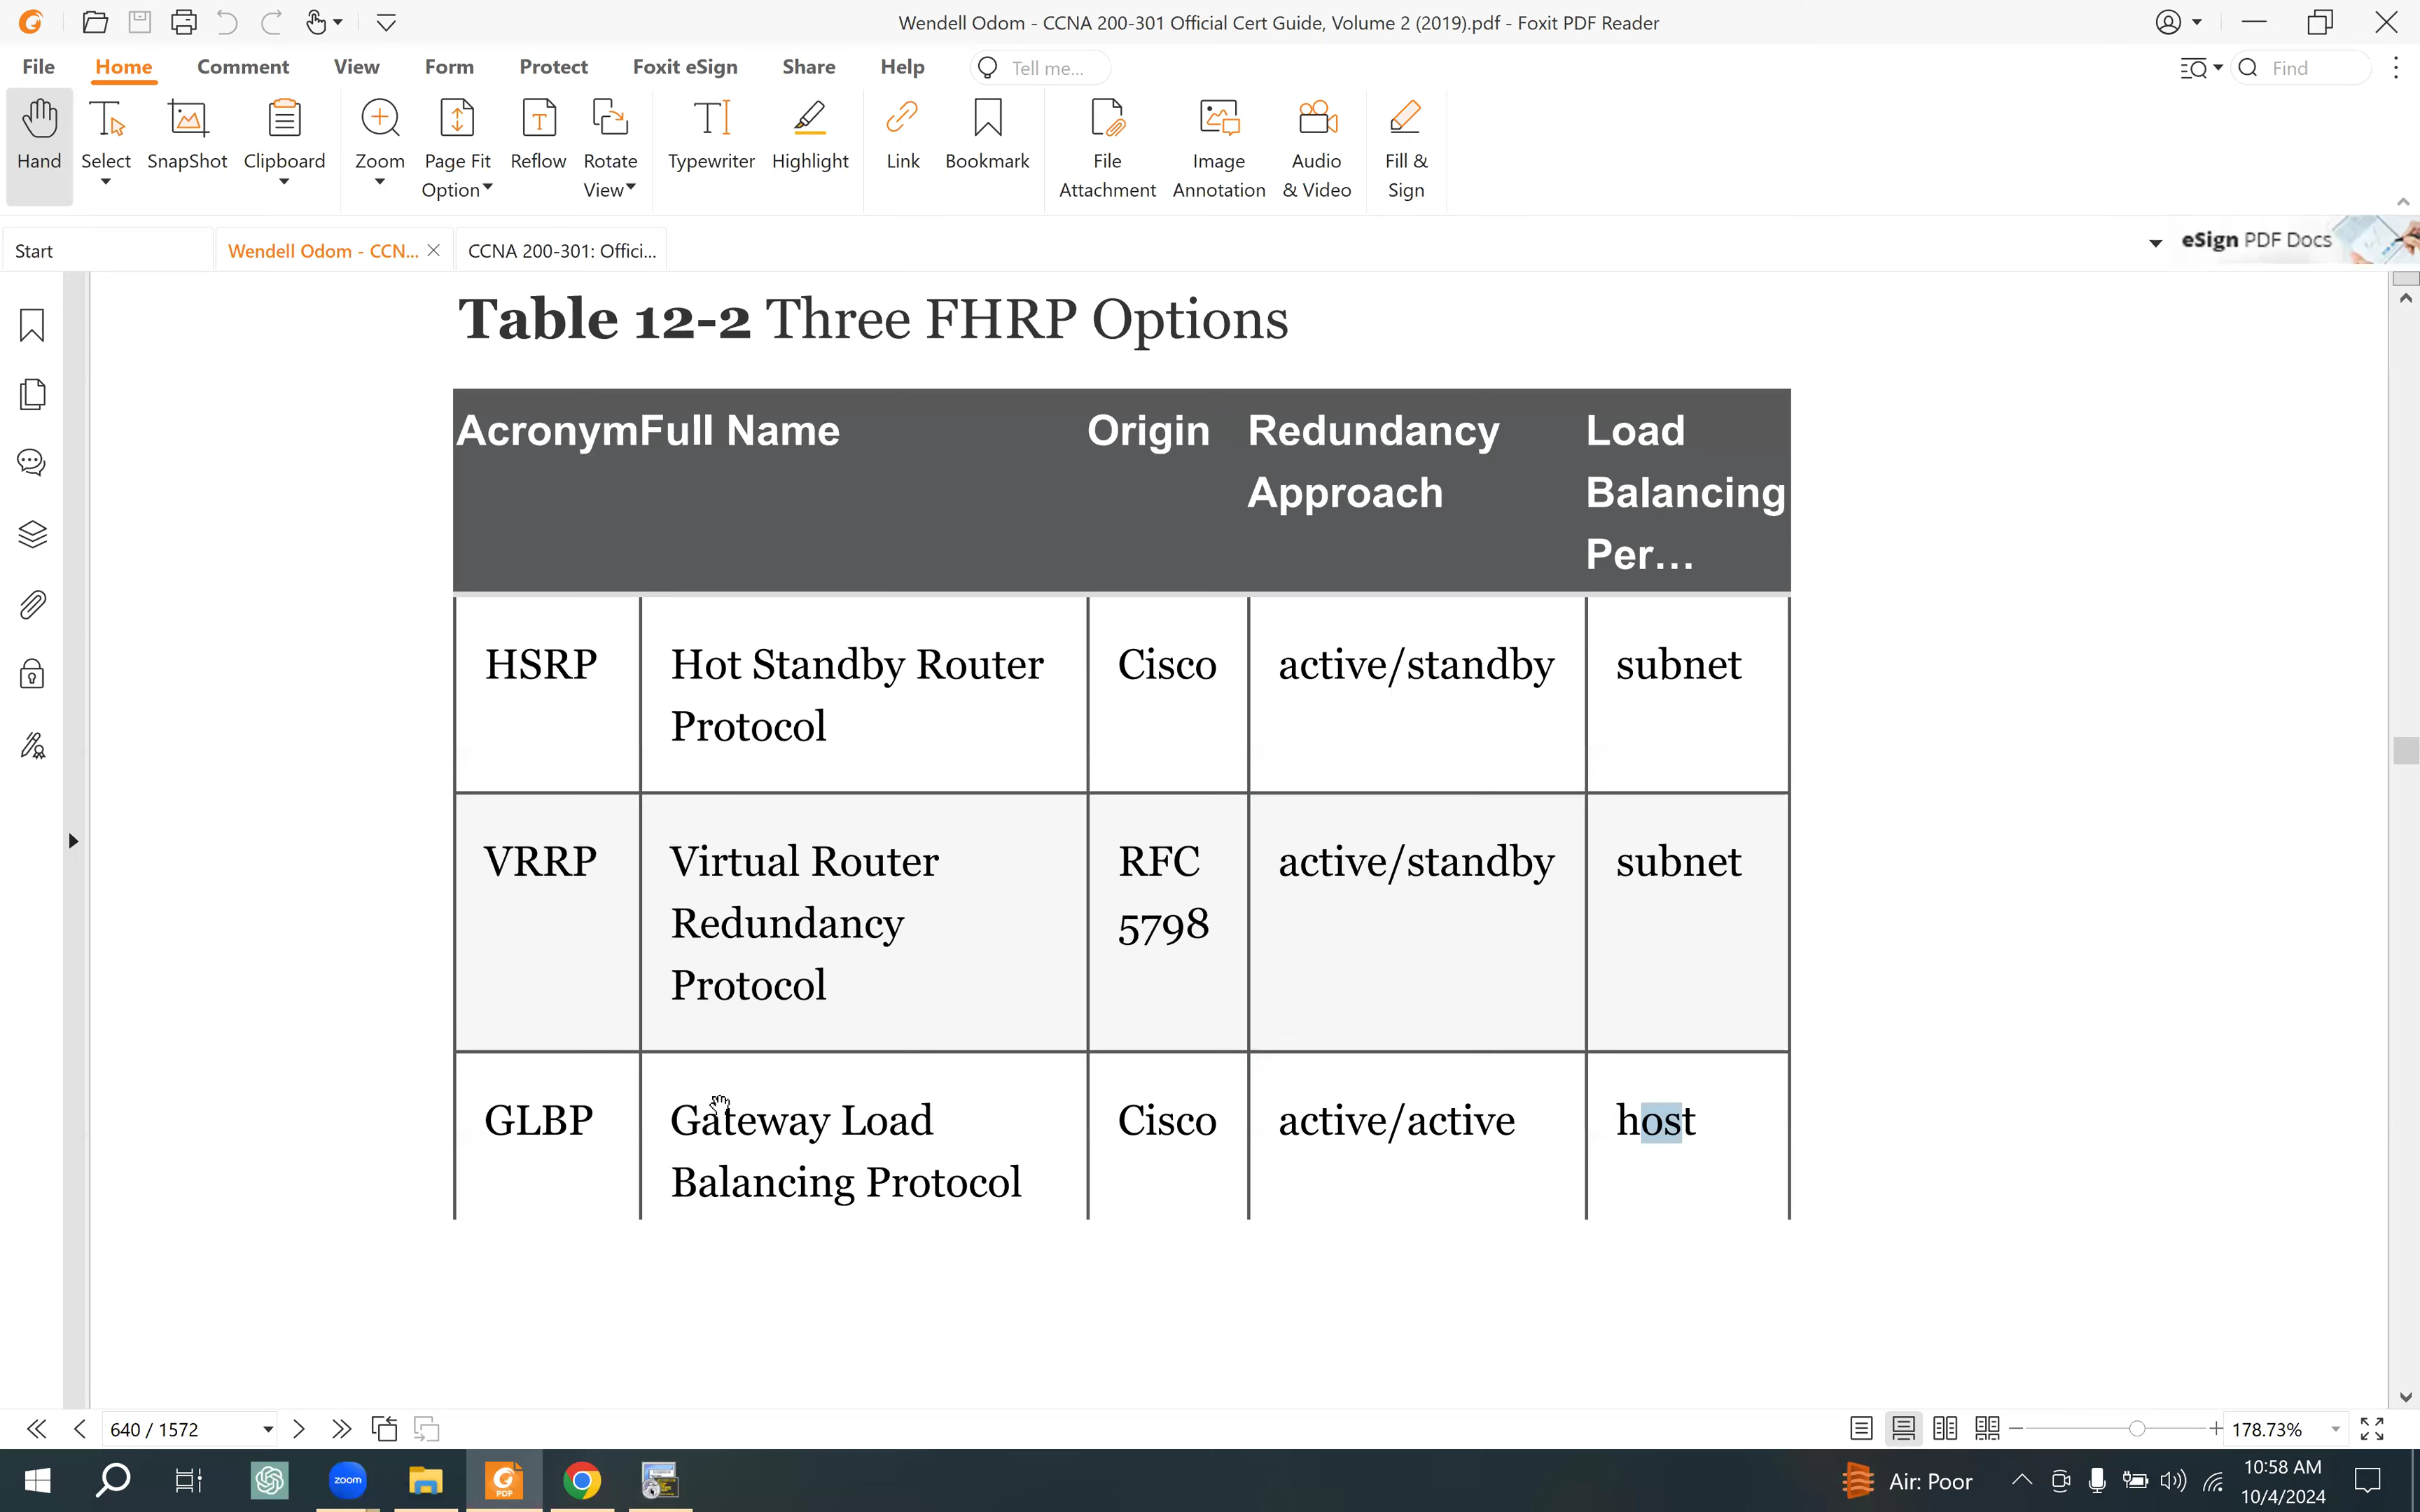 Wendell Odom - CCNA 200-301 Official Cert Guide, Volume 2 (2019).pdf - Foxit PDF Reader
File Home Comment View Form Protect Foxit eSign Share Help Tell me... Find
Hand Select SnapShot Clipboard Zoom Page Fit Option Reflow Rotate View Typewriter Highlight Link Bookmark File Attachment Image Annotation Audio & Video Fill & Sign
Start Wendell Odom - CCN... CCNA 200-301: Offici... eSign PDF Docs
Table 12-2 Three FHRP Options
Acronym Full Name Origin Redundancy Load
Approach Balancing
Per...
HSRP Hot Standby Router Cisco active/standby subnet
Protocol
VRRP Virtual Router RFC active/standby subnet
Redundancy 5798
Protocol
GLBP Gateway Load Cisco active/active host
Balancing Protocol
640 / 1572 178.73%
zoom PDF Air: Poor 10:58 AM
10/4/2024